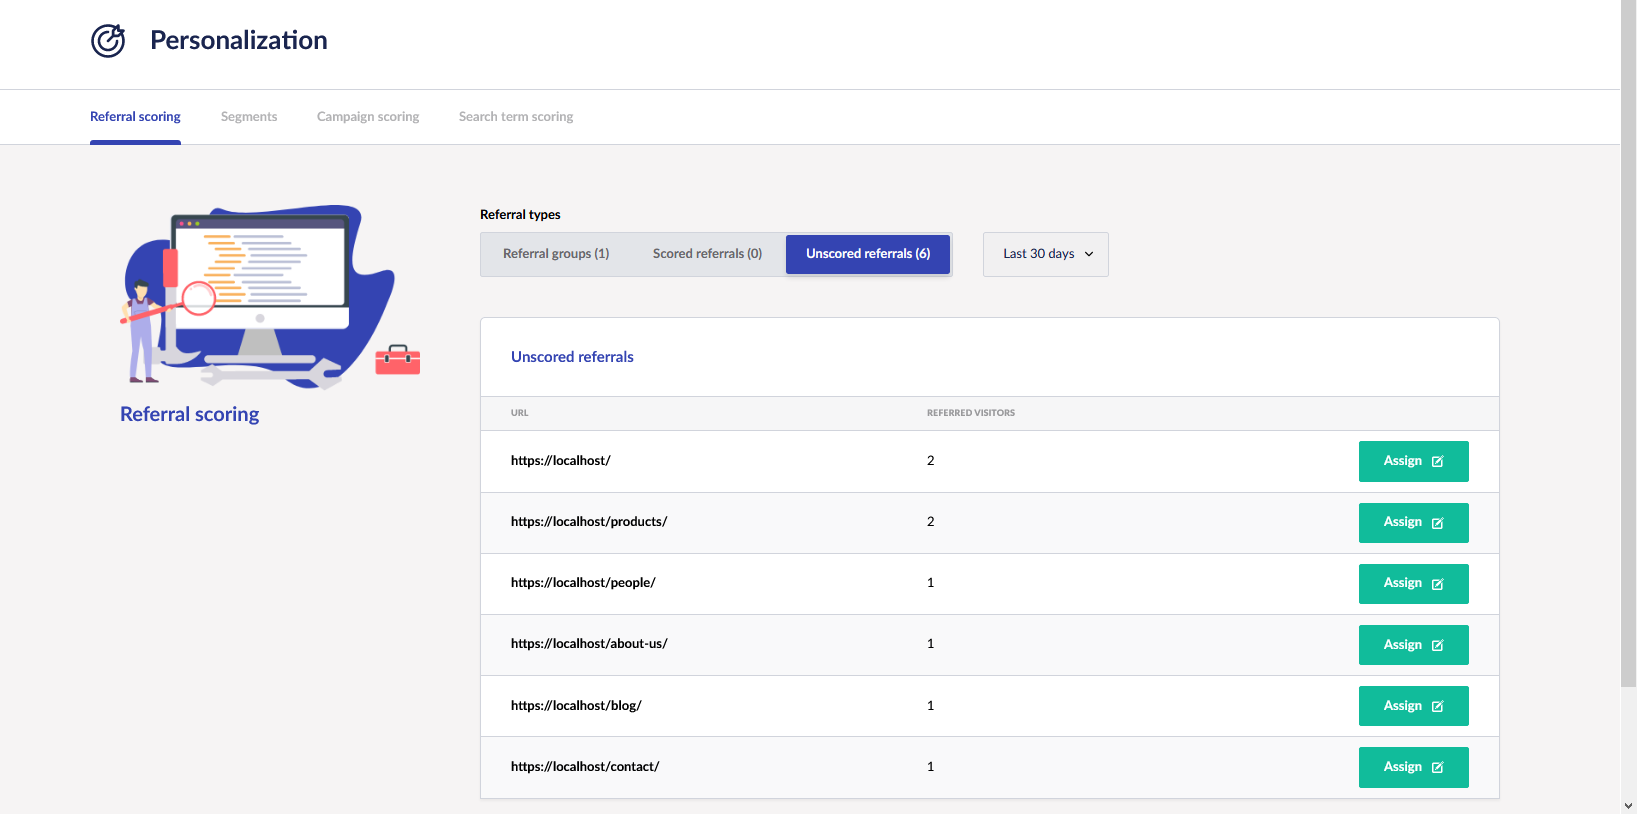 Personalization
Referral scoring Segments Campaign scoring Search term scoring
Referral types
Referral groups (1) Scored referrals (0) Unscored referrals (6) Last 30 days
Referral scoring
Unscored referrals
URL REFERRED VISITORS
https://localhost/ 2 Assign
https://localhost/products/ 2 Assign
https://localhost/people/ 1 Assign
https://localhost/about-us/ 1 Assign
https://localhost/blog/ 1 Assign
https://localhost/contact/ 1 Assign